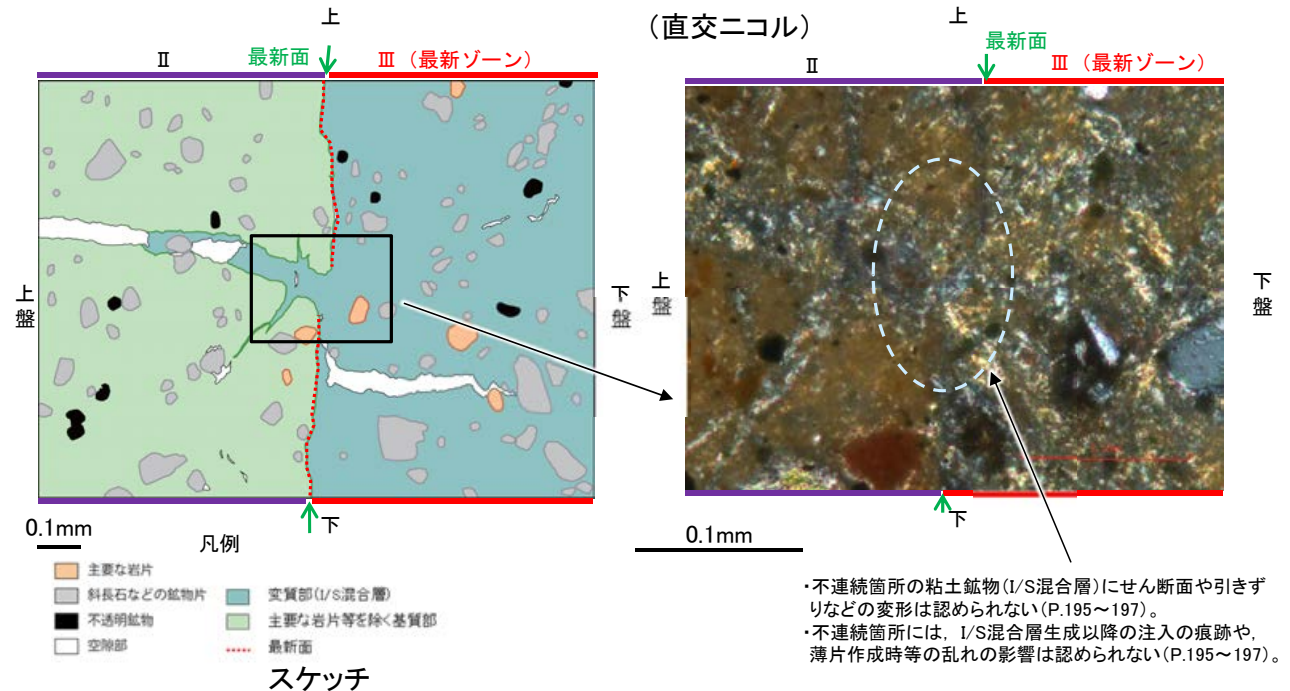 上
Ⅱ
最新面
Ⅲ（最新ゾーン）
上盤
下盤
下
0.1mm
凡例
主要な岩片
斜長石などの鉱物片
不透明鉱物
空隙部
変質部(I/S混合層)
主要な岩片等を除く基質部
最新面
スケッチ
（直交ニコル）
上
最新面
Ⅱ
Ⅲ（最新ゾーン）
上盤
下盤
下
0.1mm
・不連続箇所の粘土鉱物(I/S混合層)にせん断面や引きず
りなどの変形は認められない(P.195～197)。
・不連続箇所には，I/S混合層生成以降の注入の痕跡や，
薄片作成時等の乱れの影響は認められない(P.195～197)。